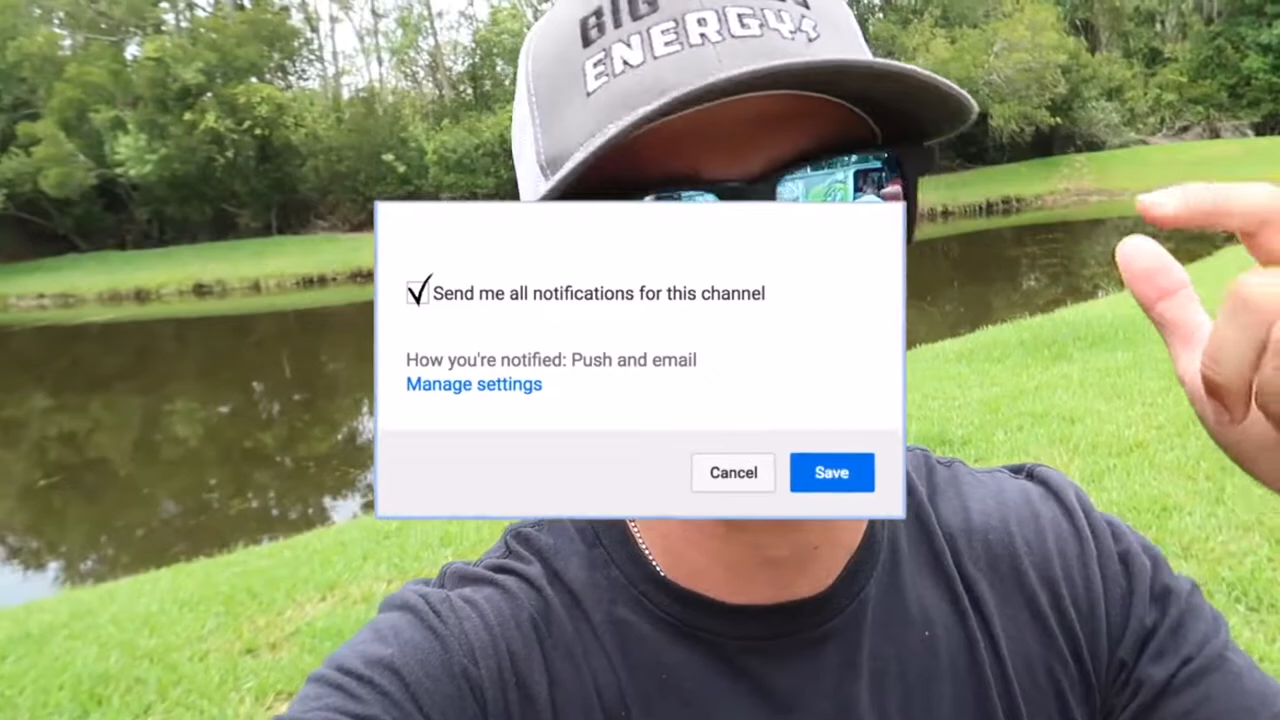 BIG
ENERGY
Send me all notifications for this channel
How you're notified: Push and email
Manage settings
Cancel
Save